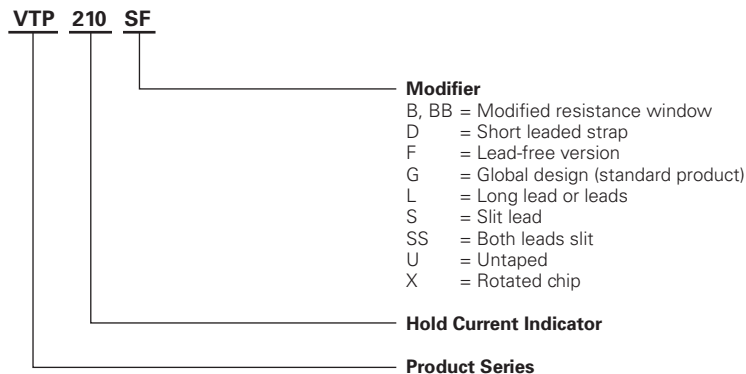 VTP 210 SF
Modifier
B, BB = Modified resistance window
D = Short leaded strap
F = Lead-free version
G = Global design (standard product)
L = Long lead or leads
S = Slit lead
SS = Both leads slit
U = Untaped
X = Rotated chip
Hold Current Indicator
Product Series